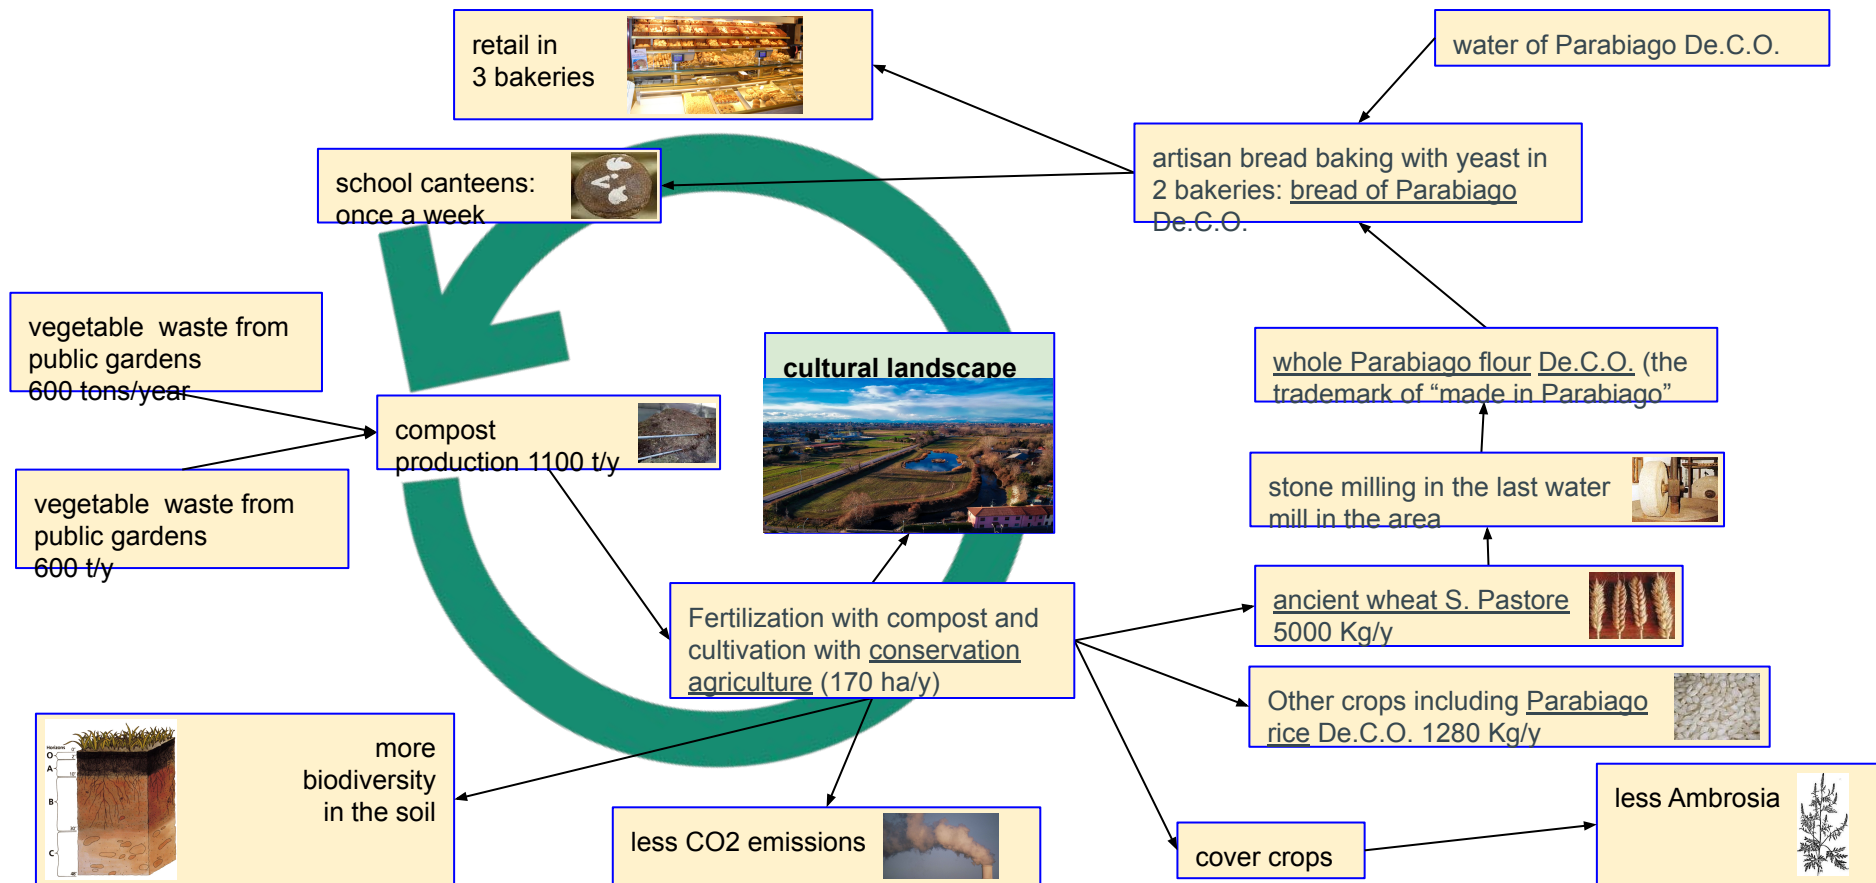 retail in
3 bakeries
water of Parabiago De.C.O.
artisan bread baking with yeast in
2 bakeries: bread of Parabiago
De.C.O.
school canteens:
once a week
vegetable  waste from
public gardens
600 tons/year
whole Parabiago flour De.C.O. (the
trademark of “made in Parabiago”
cultural landscape
compost
production 1100 t/y
stone milling in the last water
mill in the area
vegetable  waste from
public gardens
600 t/y
ancient wheat S. Pastore
5000 Kg/y
Fertilization with compost and
cultivation with conservation
agriculture (170 ha/y)
Other crops including Parabiago
rice De.C.O. 1280 Kg/y
Horizons
O
A
B
C
more
biodiversity
in the soil
less CO2 emissions
cover crops
less Ambrosia